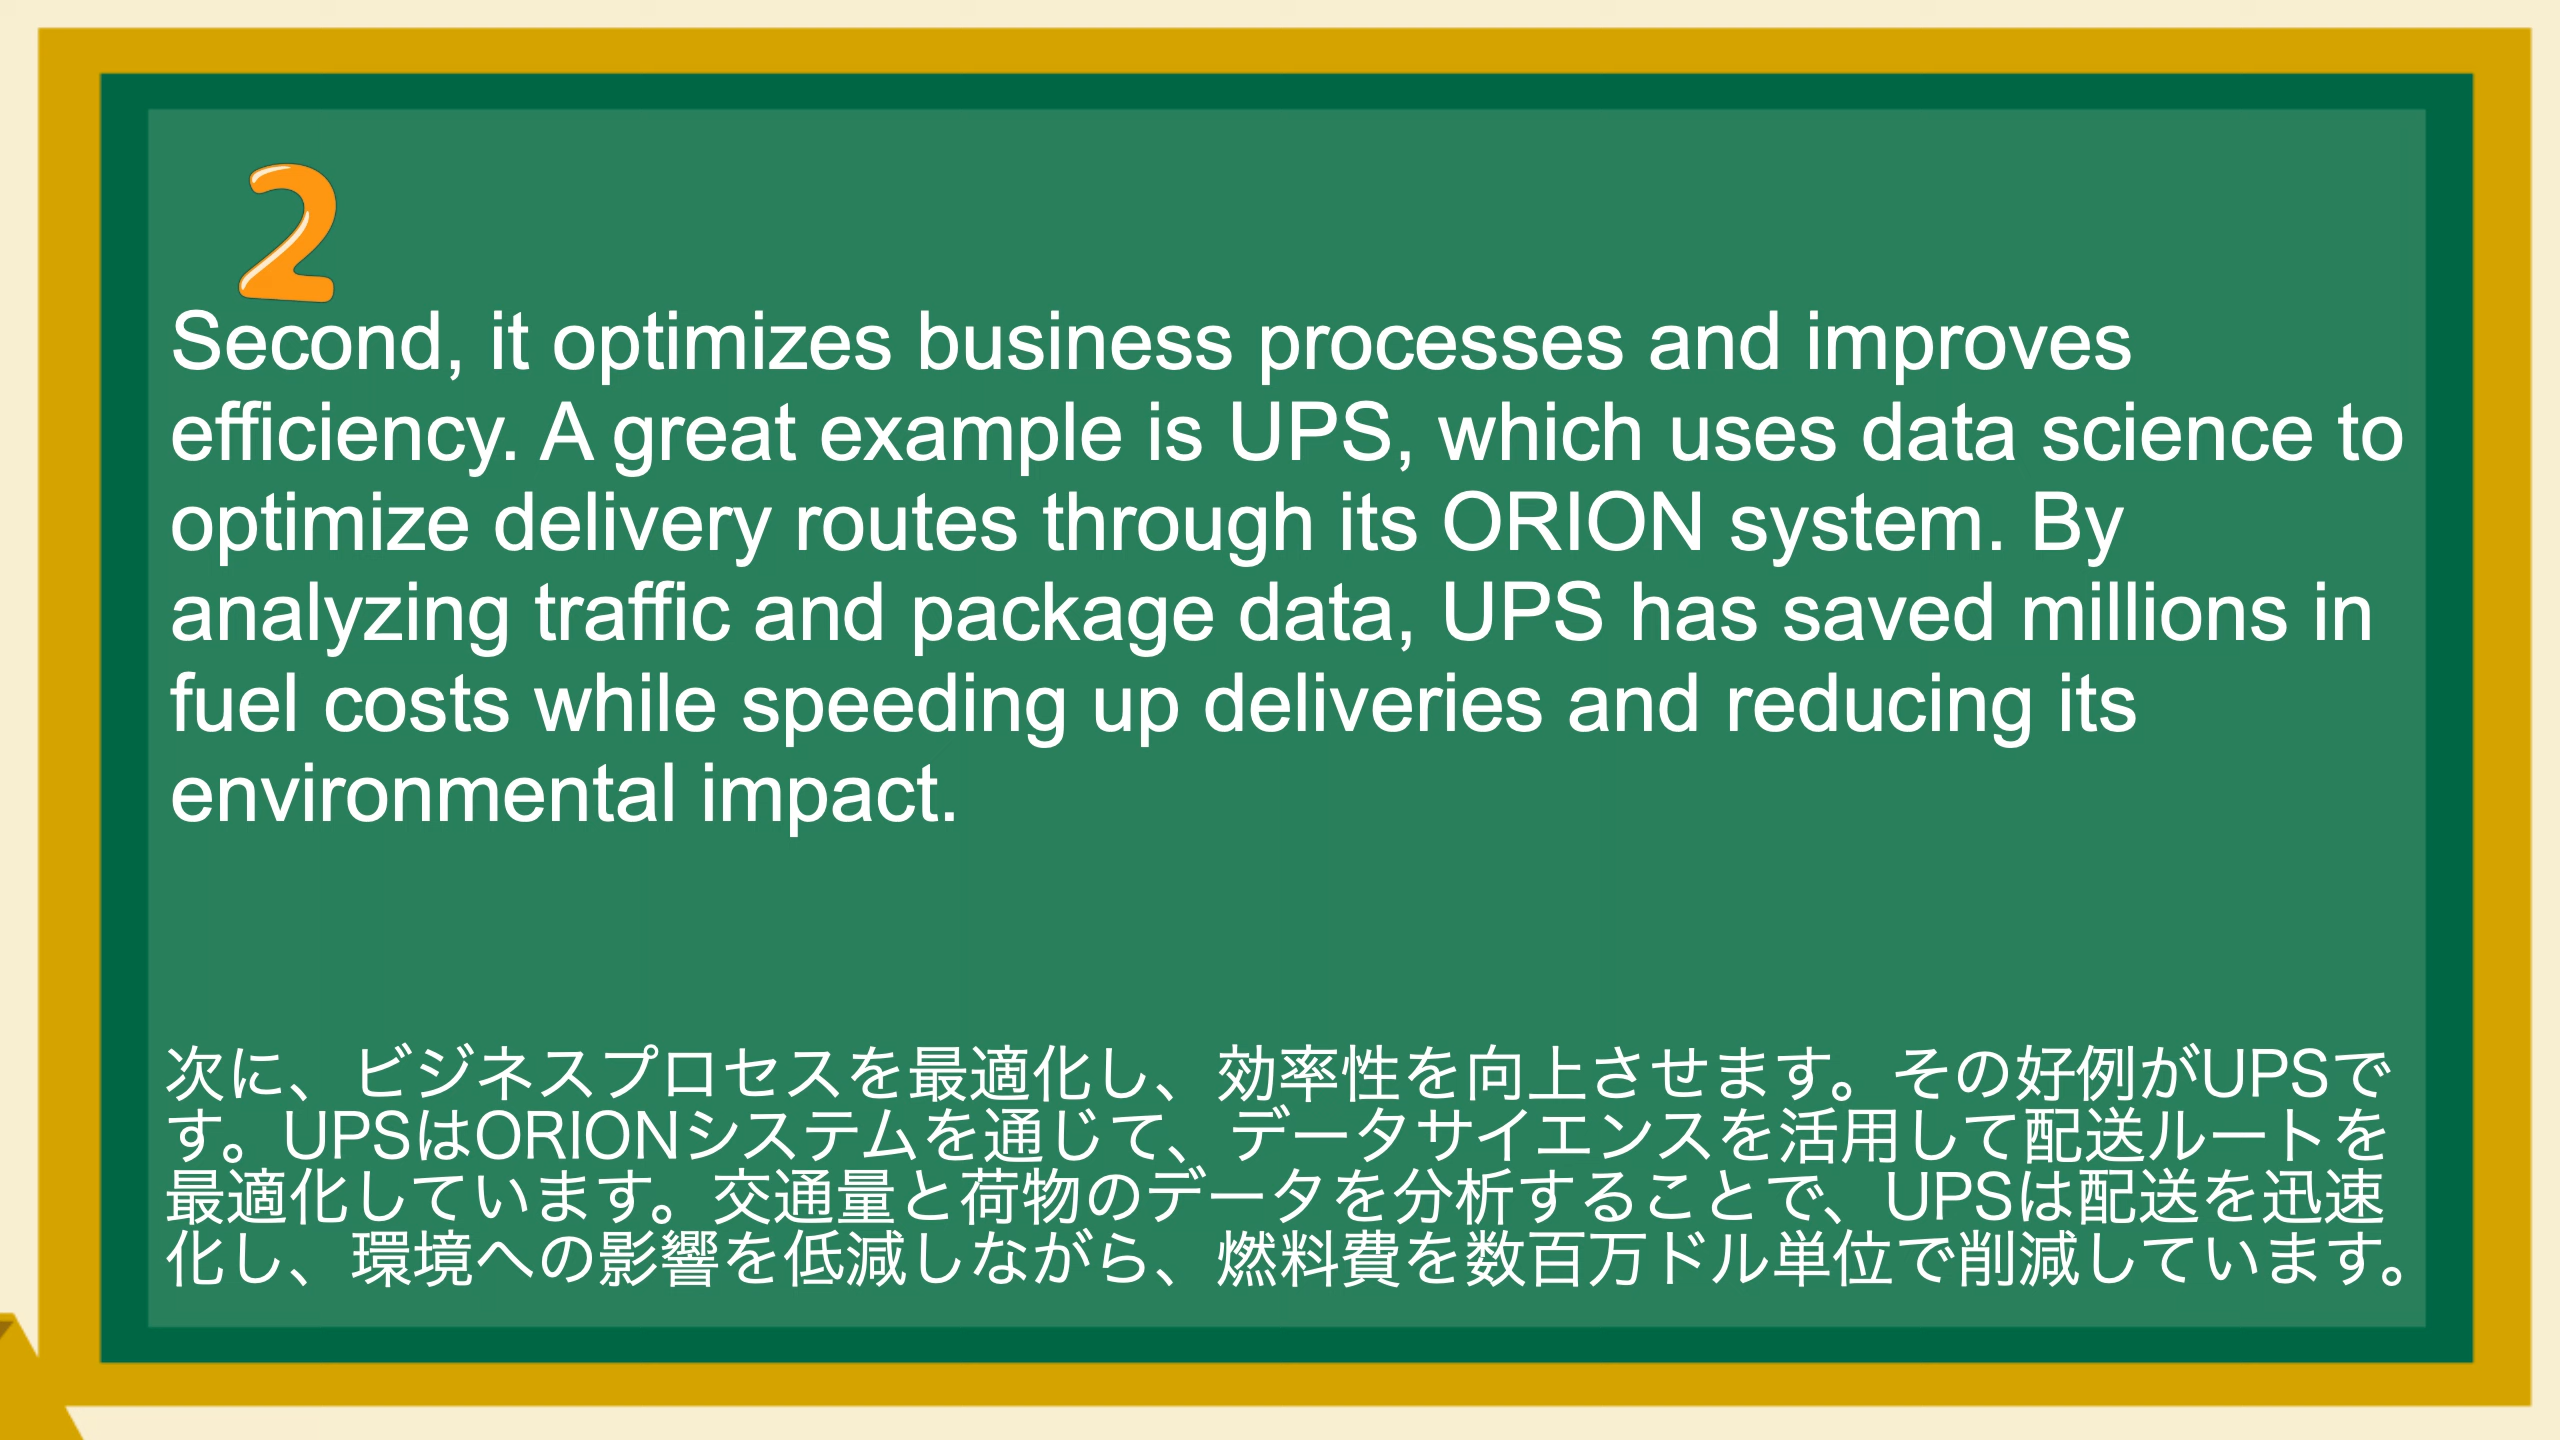 2
Second, it optimizes business processes and improves
efficiency. A great example is UPS, which uses data science to
optimize delivery routes through its ORION system. By
analyzing traffic and package data, UPS has saved millions in
fuel costs while speeding up deliveries and reducing its
environmental impact.
次に、ビジネスプロセスを最適化し、効率性を向上させます。その好例がUPSで
す。UPSはORIONシステムを通じて、データサイエンスを活用して配送ルートを
最適化しています。交通量と荷物のデータを分析することで、UPSは配送を迅速
化し、環境への影響を低減しながら、燃料費を数百万ドル単位で削減しています。